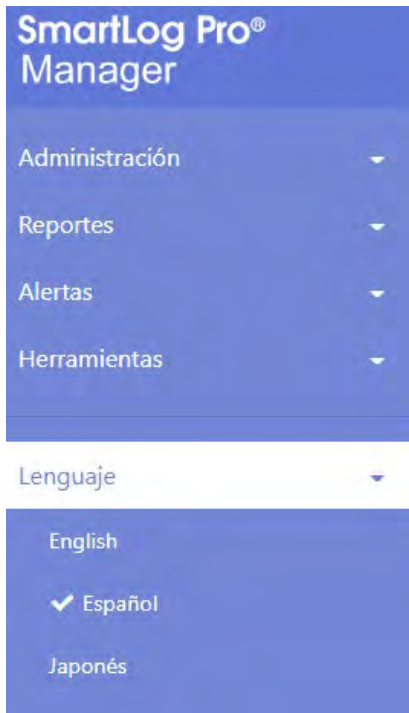 SmartLog Pro®
Manager
Administración
Reportes
Alertas
Herramientas
Lenguaje
English
Español
Japonés